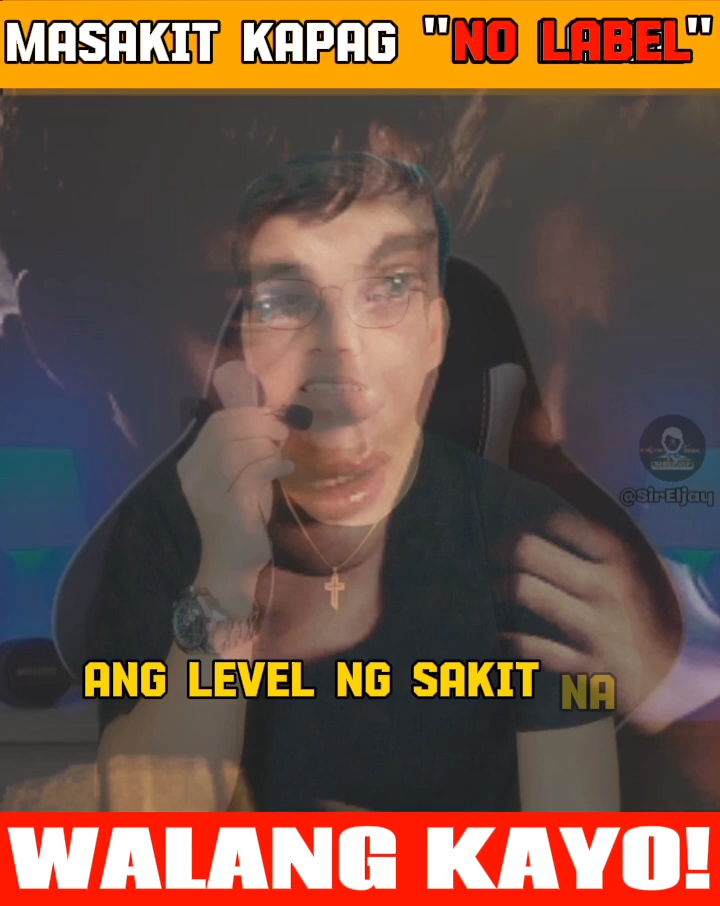 MASAKIT KAPAG "NO LABEL"
@SirEljay
ANG LEVEL NG SAKIT NA
WALANG KAYO!